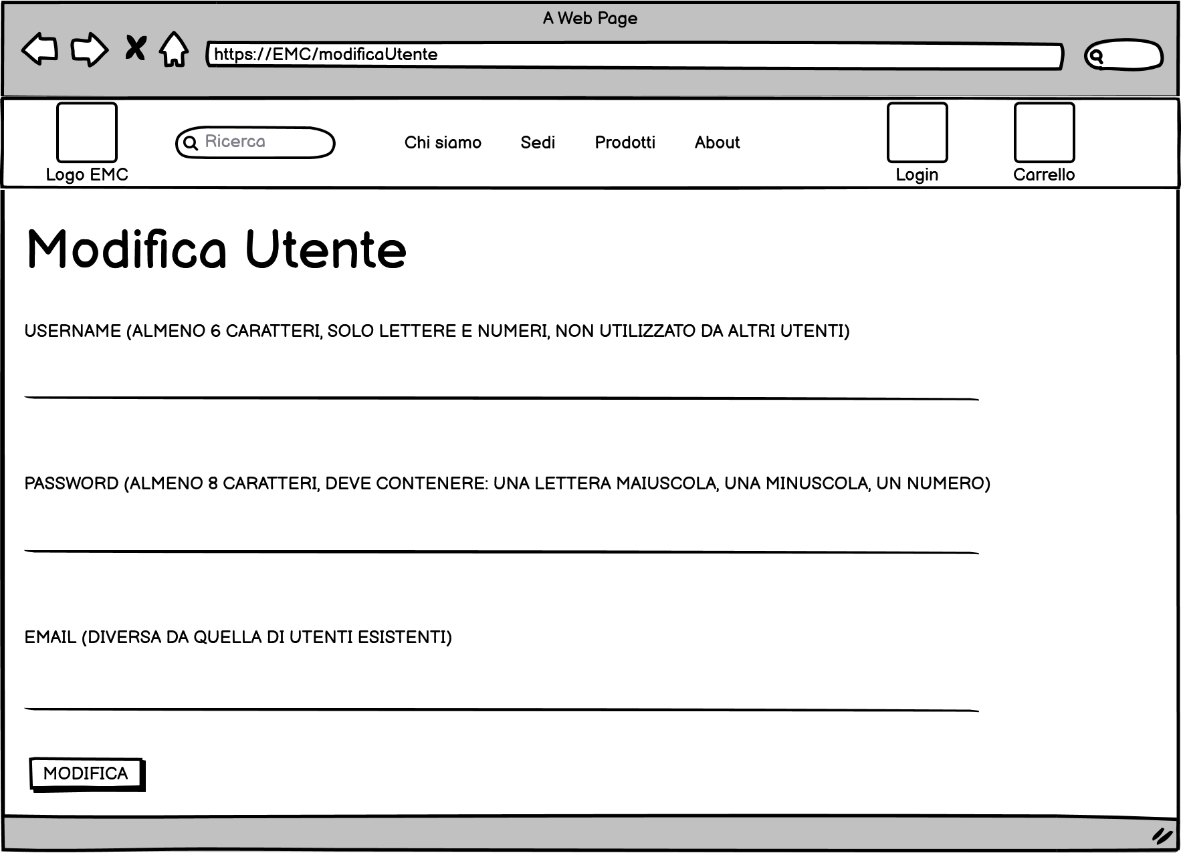 A Web Page
https://EMC/modificaUtente
Ricerca
Chi siamo
Sedi
Prodotti
About
Logo EMC
Login
Carrello
Modifica Utente
USERNAME (ALMENO 6 CARATTERI, SOLO LETTERE E NUMERI, NON UTILIZZATO DA ALTRI UTENTI)
PASSWORD (ALMENO 8 CARATTERI, DEVE CONTENERE: UNA LETTERA MAIUSCOLA, UNA MINUSCOLA, UN NUMERO)
EMAIL (DIVERSA DA QUELLA DI UTENTI ESISTENTI)
MODIFICA